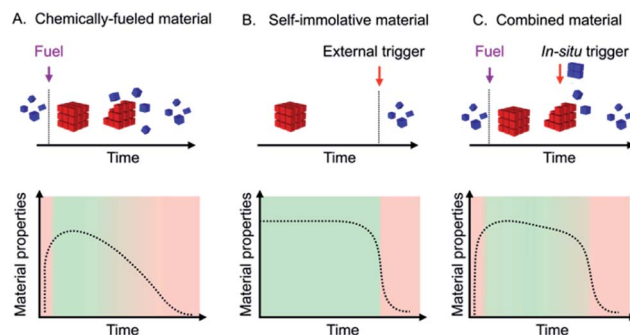 A. Chemically-fueled material
B. Self-immolative material
C. Combined material
Fuel
External trigger
Fuel
In-situ trigger
Time
Time
Time
Material properties
Material properties
Material properties
Time
Time
Time